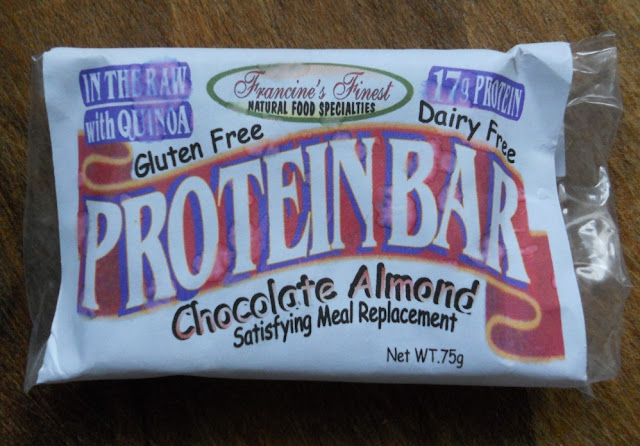 IN THE RAW
with QUINOA
Francine's Finest
NATURAL FOOD SPECIALTIES
17g PROTEIN
Gluten Free
Dairy Free
PROTEIN BAR
Chocolate Almond
Satisfying Meal Replacement
Net WT.75g